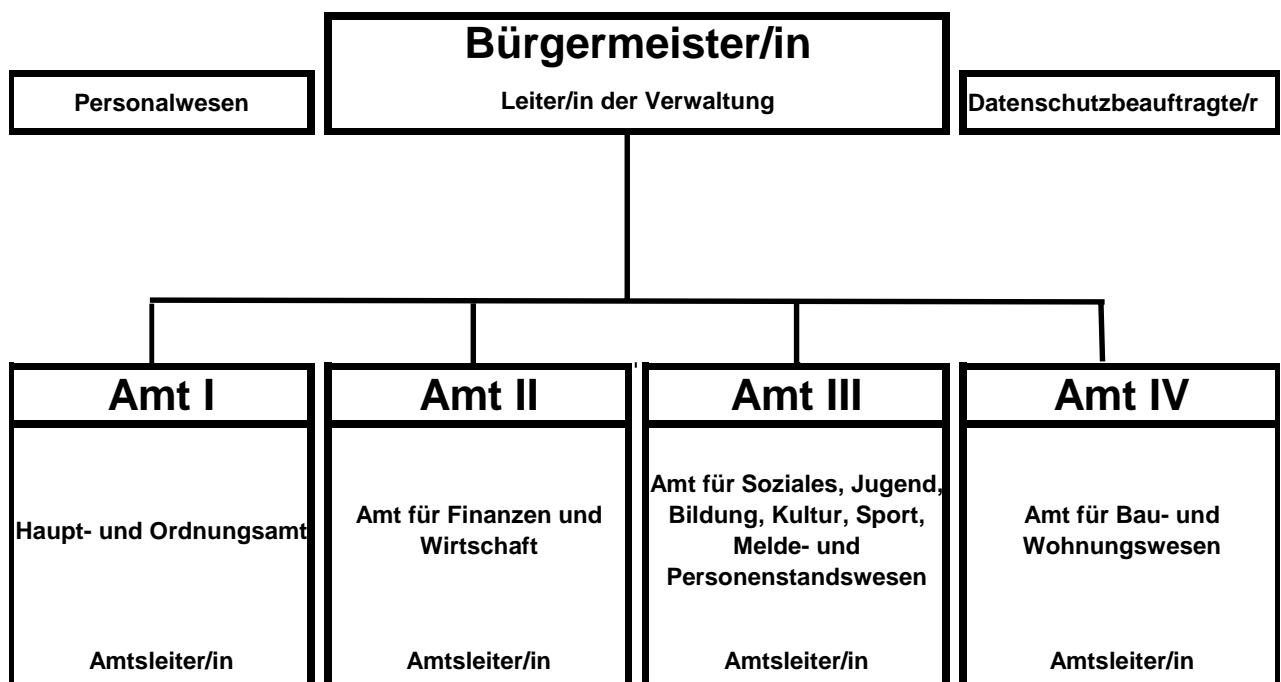 Bürgermeister/in
Leiter/in der Verwaltung
Personalwesen
Datenschutzbeauftragte/r
Amt I
Haupt- und Ordnungsamt
Amtsleiter/in
Amt II
Amt für Finanzen und
Wirtschaft
Amtsleiter/in
Amt III
Amt für Soziales, Jugend,
Bildung, Kultur, Sport,
Melde- und
Personenstandswesen
Amtsleiter/in
Amt IV
Amt für Bau- und
Wohnungswesen
Amtsleiter/in